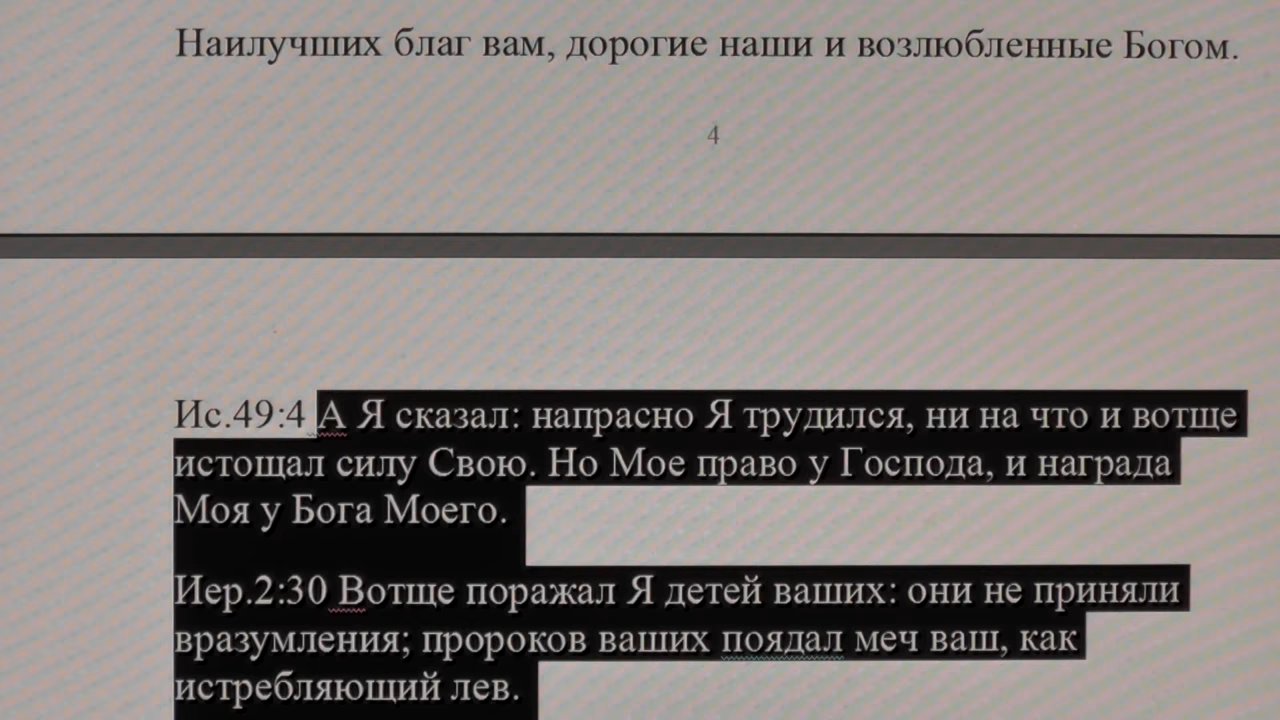 Наилучших благ вам, дорогие наши и возлюбленные Богом.
4
Ис.49:4 А Я сказал: напрасно Я трудился, ни на что и вотще
истощал силу Свою. Но Мое право у Господа, и награда
Моя у Бога Моего.
Иер.2:30 Вотще поражал Я детей ваших: они не приняли
вразумления; пророков ваших поядал меч ваш, как
истребляющий лев.